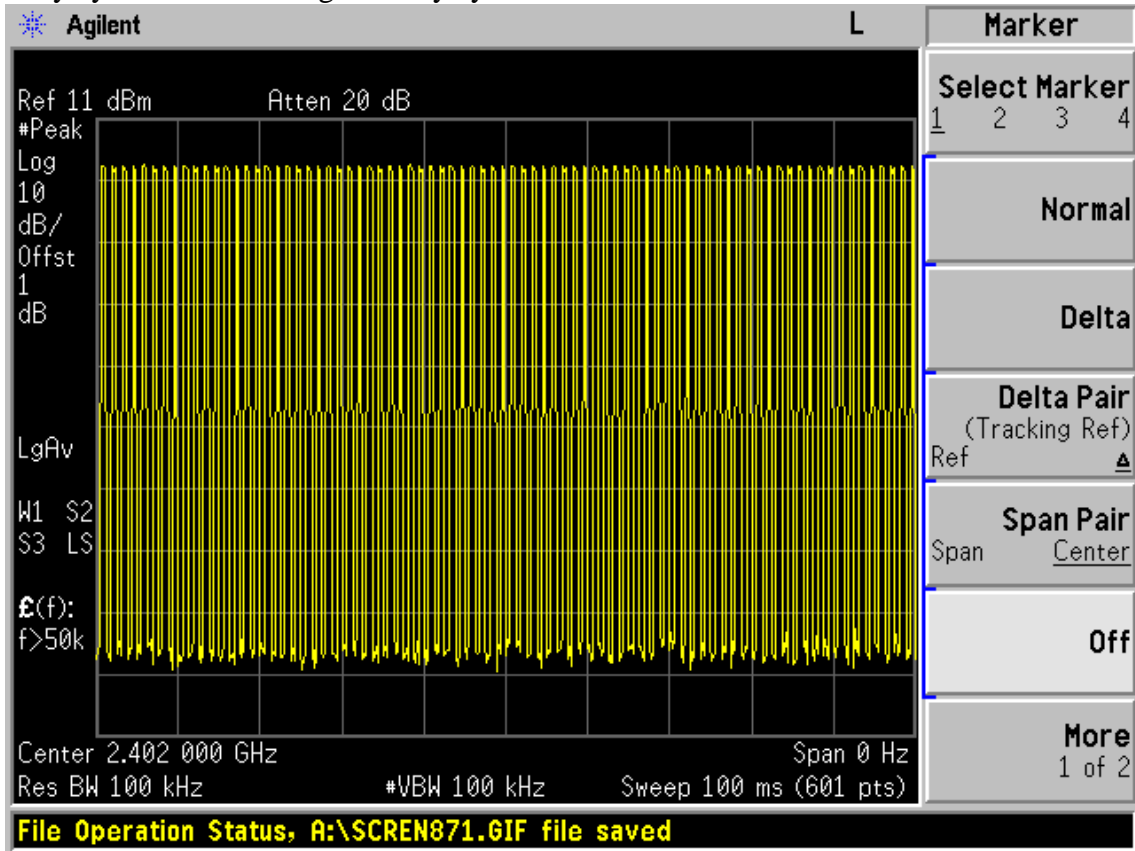 Agilent L Marker
Ref 11 dBm Atten 20 dB
#Peak
Log
10
dB/
Offst
1
dB
LgAv
W1 S2
S3 LS
£(f):
f>50k
Center 2.402 000 GHz Span 0 Hz
Res BW 100 kHz #VBW 100 kHz Sweep 100 ms (601 pts)
Select Marker
1 2 3 4
Normal
Delta
Delta Pair
(Tracking Ref)
Ref Δ
Span Pair
Span Center
Off
More
1 of 2
File Operation Status, A:\SCREN871.GIF file saved